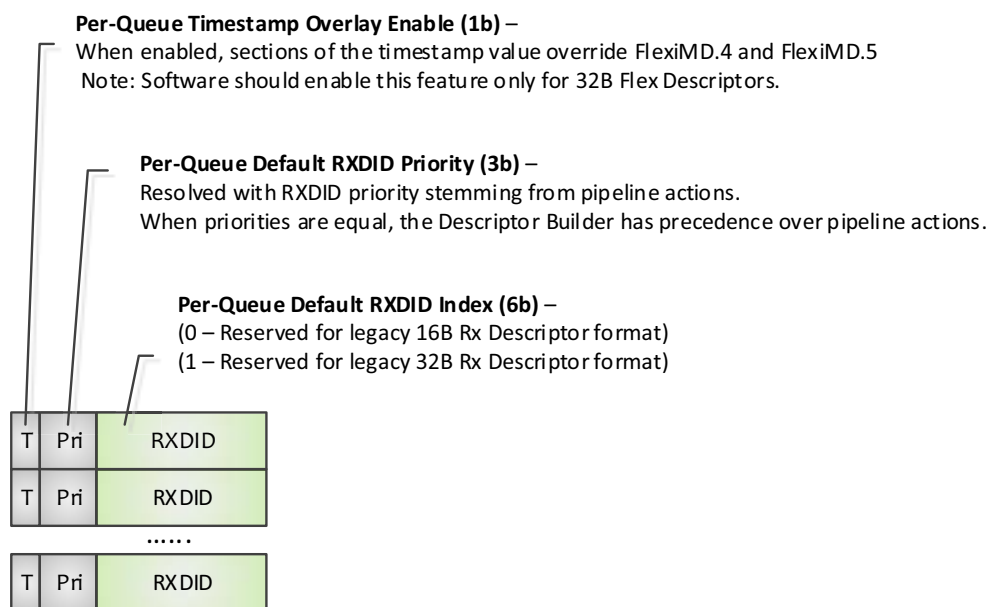 Per-Queue Timestamp Overlay Enable (1b) –
When enabled, sections of the timestamp value override FlexiMD.4 and FlexiMD.5
Note: Software should enable this feature only for 32B Flex Descriptors.
Per-Queue Default RXDID Priority (3b) –
Resolved with RXDID priority stemming from pipeline actions.
When priorities are equal, the Descriptor Builder has precedence over pipeline actions.
Per-Queue Default RXDID Index (6b) –
(0 – Reserved for legacy 16B Rx Descriptor format)
(1 – Reserved for legacy 32B Rx Descriptor format)
T Pri RXDID
T Pri RXDID
......
T Pri RXDID